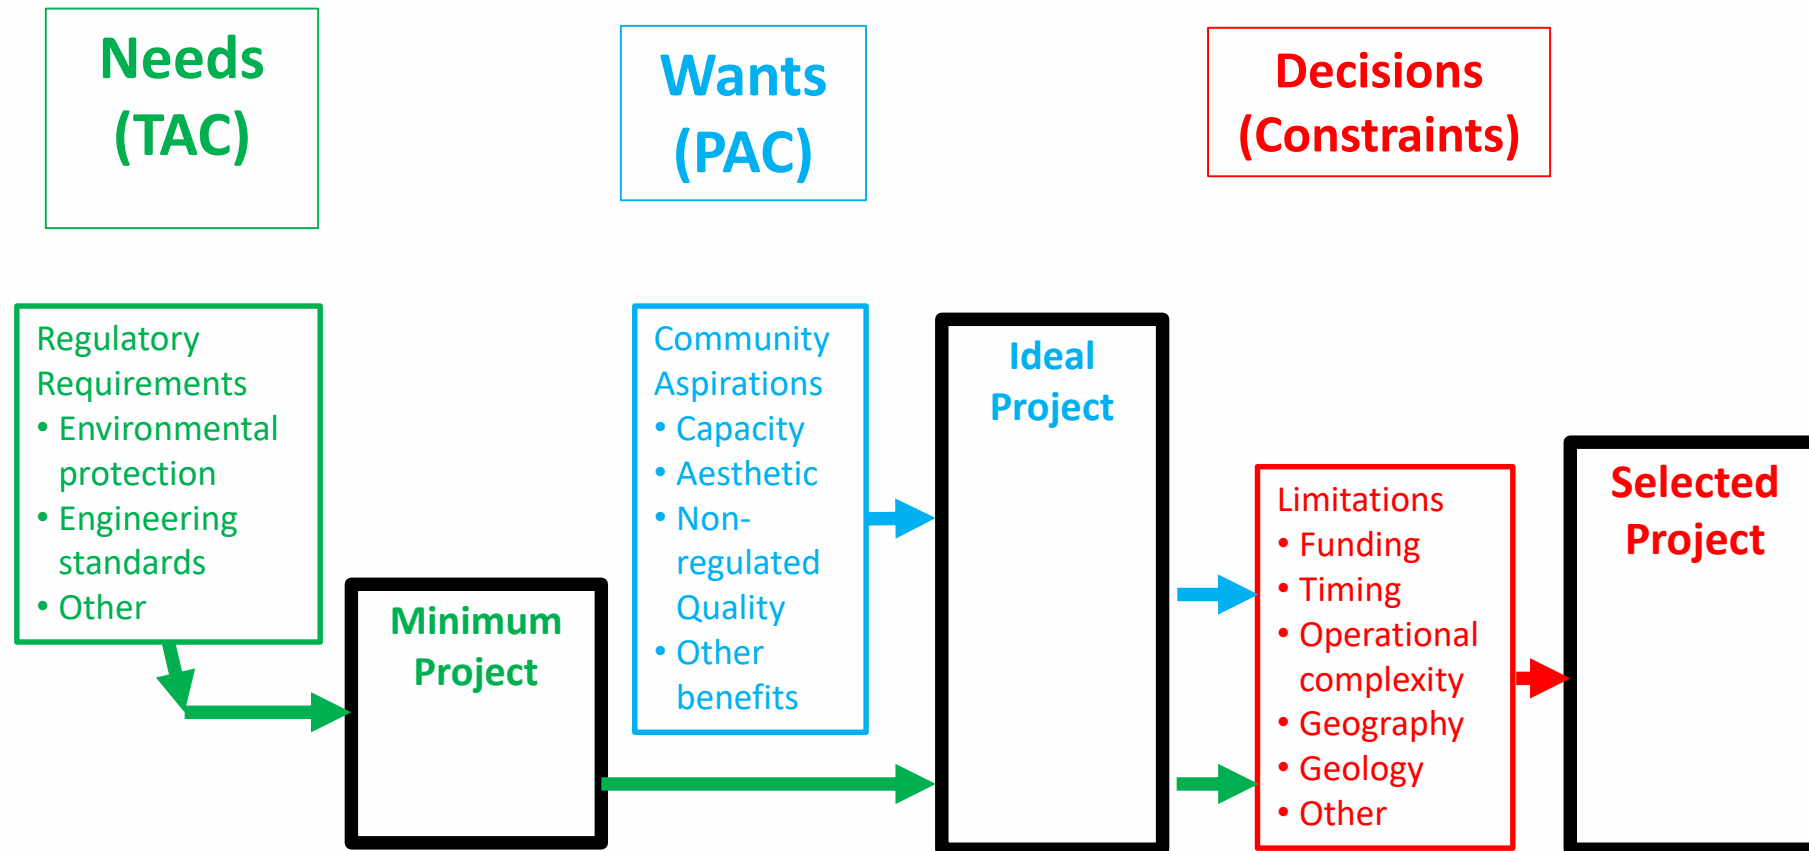 Needs
(TAC)
Wants
(PAC)
Decisions
(Constraints)
Regulatory
Requirements
• Environmental
protection
• Engineering
standards
• Other
Minimum
Project
Community
Aspirations
• Capacity
• Aesthetic
• Non-
regulated
Quality
• Other
benefits
Ideal
Project
Limitations
• Funding
• Timing
• Operational
complexity
• Geography
• Geology
• Other
Selected
Project